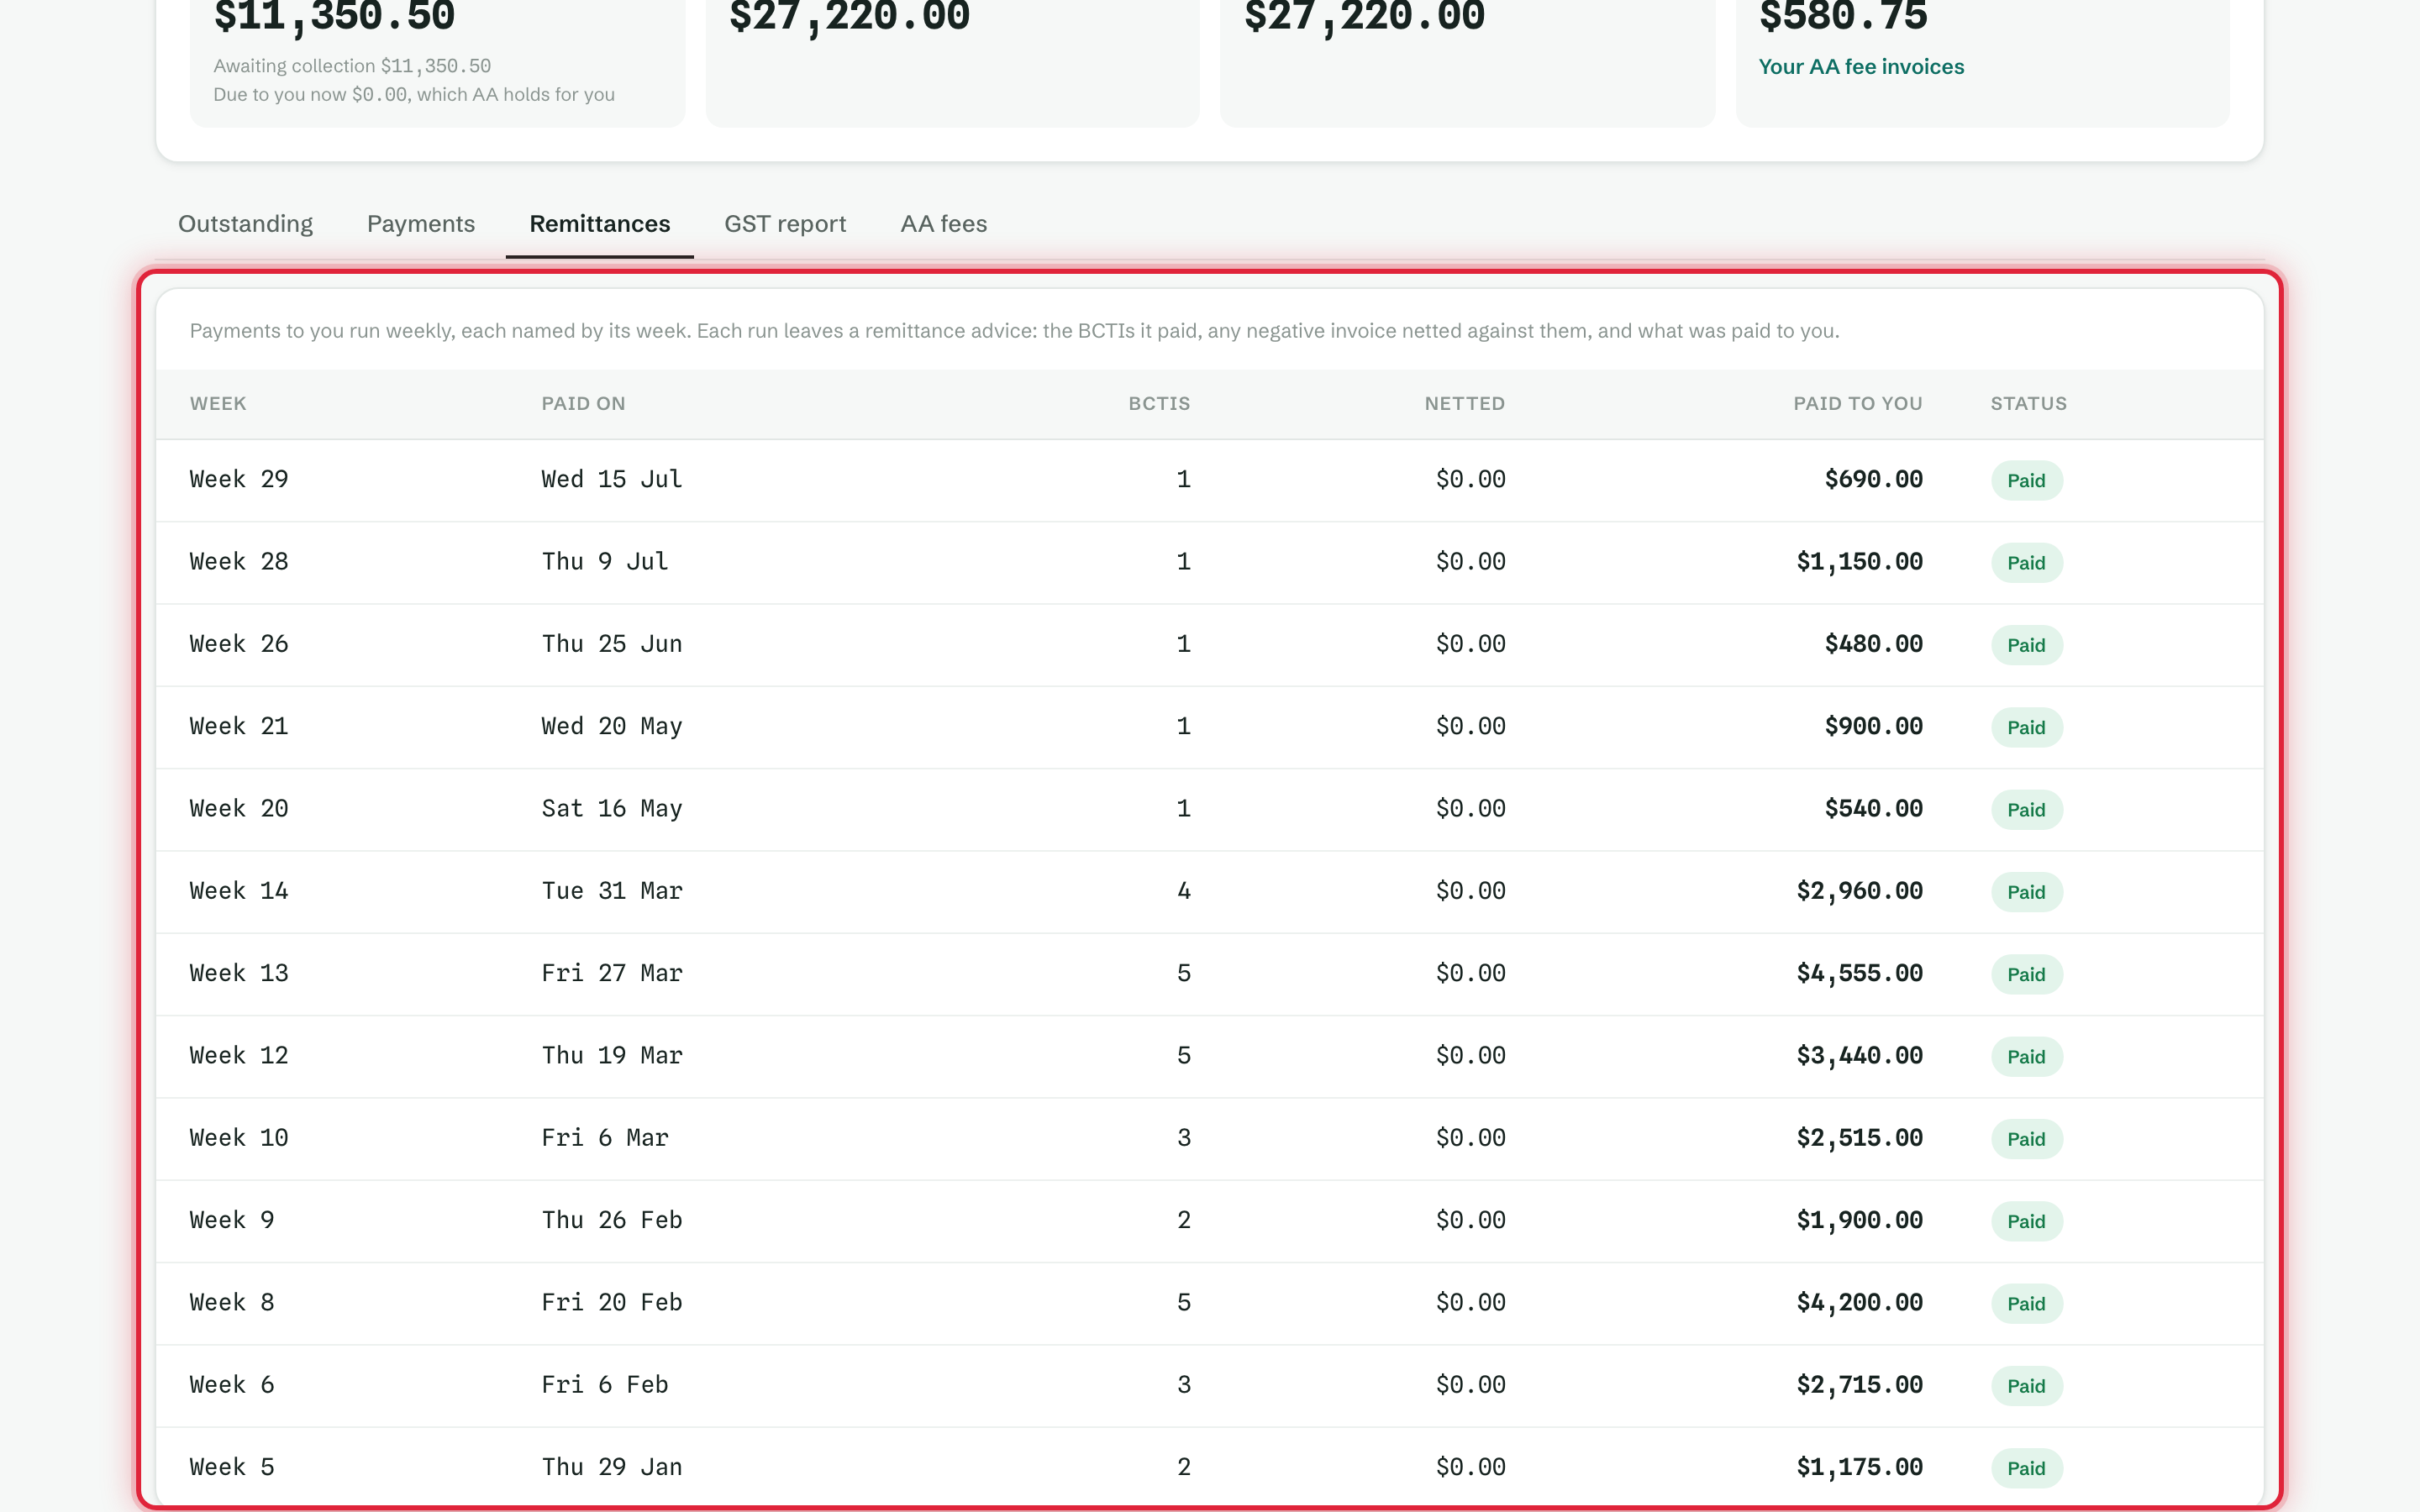 $11,350.50 $27,220.00 $27,220.00 $580.75
Awaiting collection $11,350.50
Your AA fee invoices
Due to you now $0.00, which AA holds for you
Outstanding Payments Remittances GST report AA fees
Payments to you run weekly, each named by its week. Each run leaves a remittance advice: the BCTIs it paid, any negative invoice netted against them, and what was paid to you.
WEEK PAID ON BCTIS NETTED PAID TO YOU STATUS
Week 29 Wed 15 Jul 1 $0.00 $690.00 Paid
Week 28 Thu 9 Jul 1 $0.00 $1,150.00 Paid
Week 26 Thu 25 Jun 1 $0.00 $480.00 Paid
Week 21 Wed 20 May 1 $0.00 $900.00 Paid
Week 20 Sat 16 May 1 $0.00 $540.00 Paid
Week 14 Tue 31 Mar 4 $0.00 $2,960.00 Paid
Week 13 Fri 27 Mar 5 $0.00 $4,555.00 Paid
Week 12 Thu 19 Mar 5 $0.00 $3,440.00 Paid
Week 10 Fri 6 Mar 3 $0.00 $2,515.00 Paid
Week 9 Thu 26 Feb 2 $0.00 $1,900.00 Paid
Week 8 Fri 20 Feb 5 $0.00 $4,200.00 Paid
Week 6 Fri 6 Feb 3 $0.00 $2,715.00 Paid
Week 5 Thu 29 Jan 2 $0.00 $1,175.00 Paid